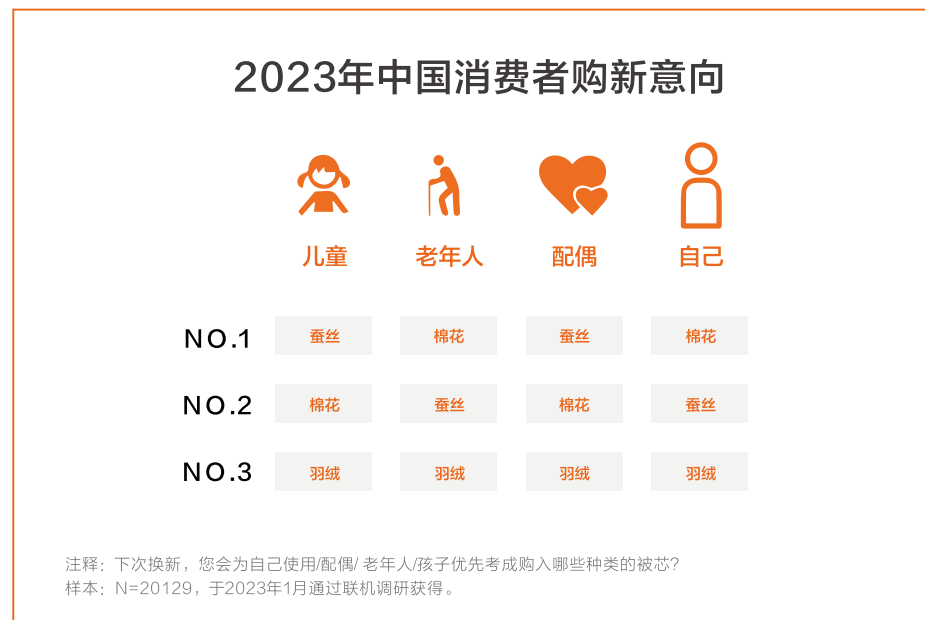 2023年中国消费者购新意向
儿童 老年人 配偶 自己
NO.1 蚕丝 棉花 蚕丝 棉花
NO.2 棉花 蚕丝 棉花 蚕丝
NO.3 羽绒 羽绒 羽绒 羽绒
注释：下次换新，您会为自己使用/配偶/ 老年人/孩子优先考成购入哪些种类的被芯？
样本：N=20129，于2023年1月通过联机调研获得。